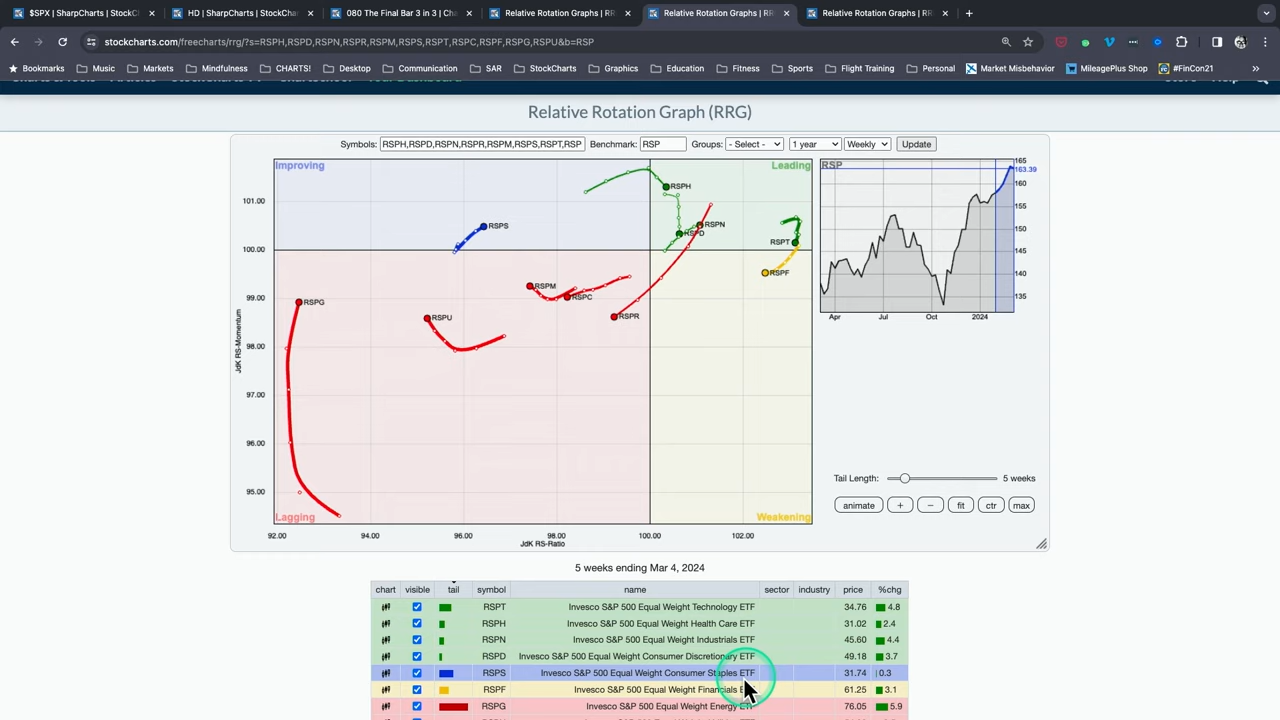 $SPX | SharpCharts | StockC
HD | SharpCharts | StockChar
080 The Final Bar 3 in 3 | Cha
Relative Rotation Graphs | RR
Relative Rotation Graphs | RR
Relative Rotation Graphs | RR
stockcharts.com/freecharts/rrg/?s=RSPH,RSPD,RSPN,RSPR,RSPM,RSPS,RSPT,RSPC,RSPF,RSPG,RSPU&b=RSP
Bookmarks Music Markets Mindfulness CHARTS! Desktop Communication SAR StockCharts Graphics Education Fitness Sports Flight Training Personal Market Misbehavior MileagePlus Shop #FinCon21
Relative Rotation Graph (RRG)
Symbols: RSPH,RSPD,RSPN,RSPR,RSPM,RSPS,RSPT,RSP Benchmark: RSP Groups: - Select - 1 year Weekly Update
Improving
Leading
RSP
165
163.39
160
155
150
145
140
135
Apr Jul Oct 2024
101.00
100.00
99.00
98.00
97.00
96.00
95.00
JdK RS-Momentum
RSPH
RSPS
RSPN
RSPD
RSPT
RSPF
RSPM
RSPC
RSPG
RSPU
RSPR
Lagging
Weakening
92.00 94.00 96.00 98.00 100.00 102.00
JdK RS-Ratio
Tail Length: 5 weeks
animate + − fit ctr max
5 weeks ending Mar 4, 2024
chart visible tail symbol name sector industry price %chg
RSPT Invesco S&P 500 Equal Weight Technology ETF 34.76 4.8
RSPH Invesco S&P 500 Equal Weight Health Care ETF 31.02 2.4
RSPN Invesco S&P 500 Equal Weight Industrials ETF 45.60 4.4
RSPD Invesco S&P 500 Equal Weight Consumer Discretionary ETF 49.18 3.7
RSPS Invesco S&P 500 Equal Weight Consumer Staples ETF 31.74 0.3
RSPF Invesco S&P 500 Equal Weight Financials 61.25 3.1
RSPG Invesco S&P 500 Equal Weight Energy ETF 76.05 5.9